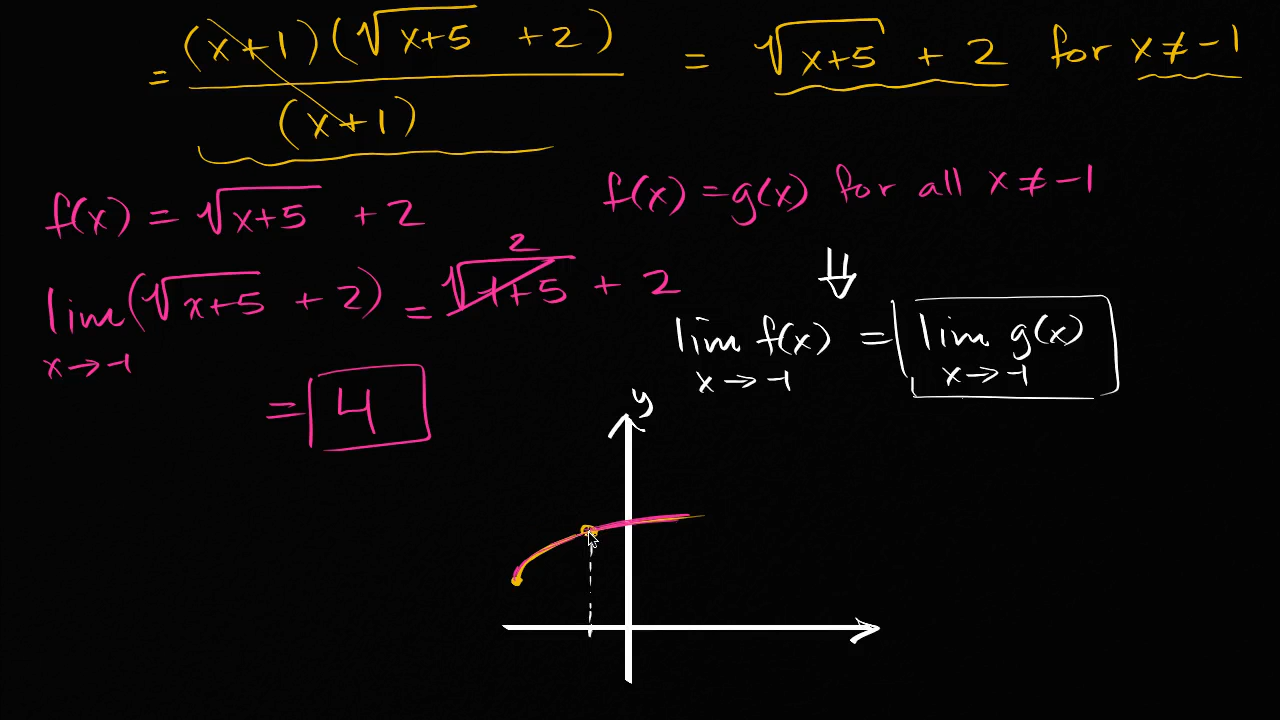 = (x+1)(√x+5 +2) / (x+1) = √x+5 + 2 for x≠-1
f(x) = √x+5 +2
f(x)=g(x) for all x≠-1
lim (√x+5 +2) = √-1+5 + 2
x→-1
2
⇓
lim f(x) = lim g(x)
x→-1 x→-1
= 4
y